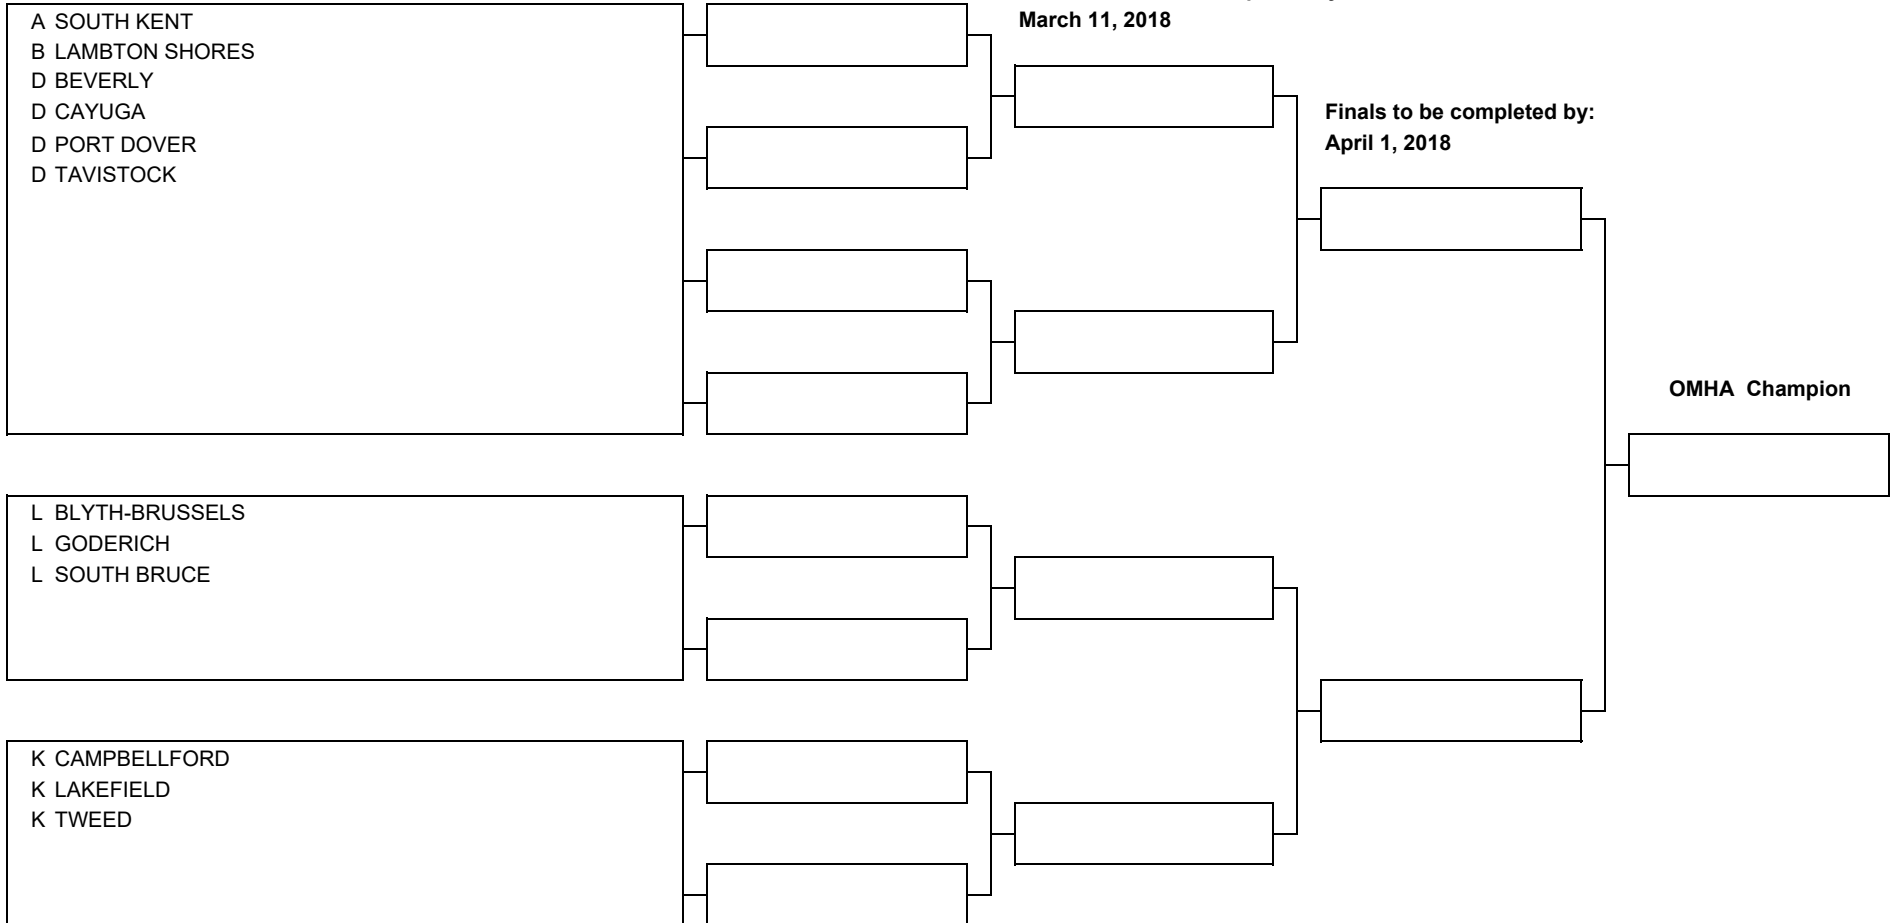 March 11, 2018
A SOUTH KENT
B LAMBTON SHORES
D BEVERLY
D CAYUGA
D PORT DOVER
D TAVISTOCK
Finals to be completed by:
April 1, 2018
OMHA Champion
L BLYTH-BRUSSELS
L GODERICH
L SOUTH BRUCE
K CAMPBELLFORD
K LAKEFIELD
K TWEED